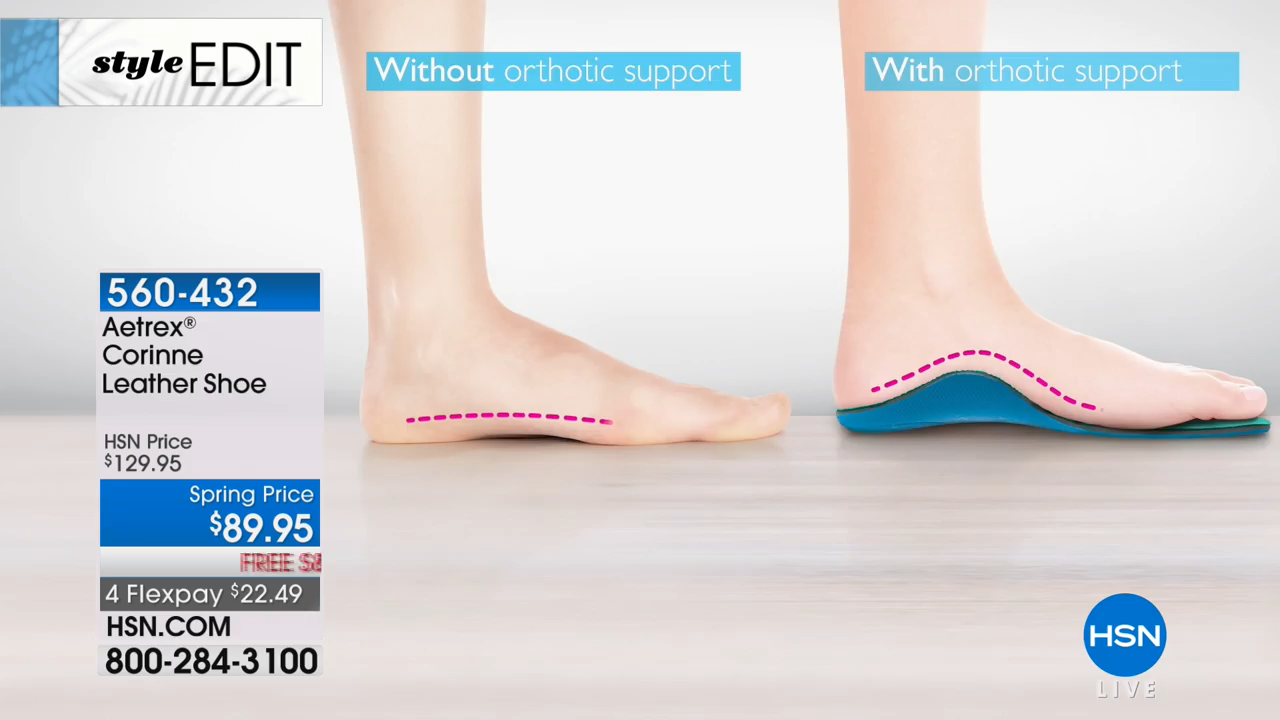 style EDIT
Without orthotic support
With orthotic support
560-432
Aetrex®
Corinne
Leather Shoe
HSN Price
$129.95
Spring Price
$89.95
FREE
4 Flexpay $22.49
HSN.COM
800-284-3100
HSN
LIVE